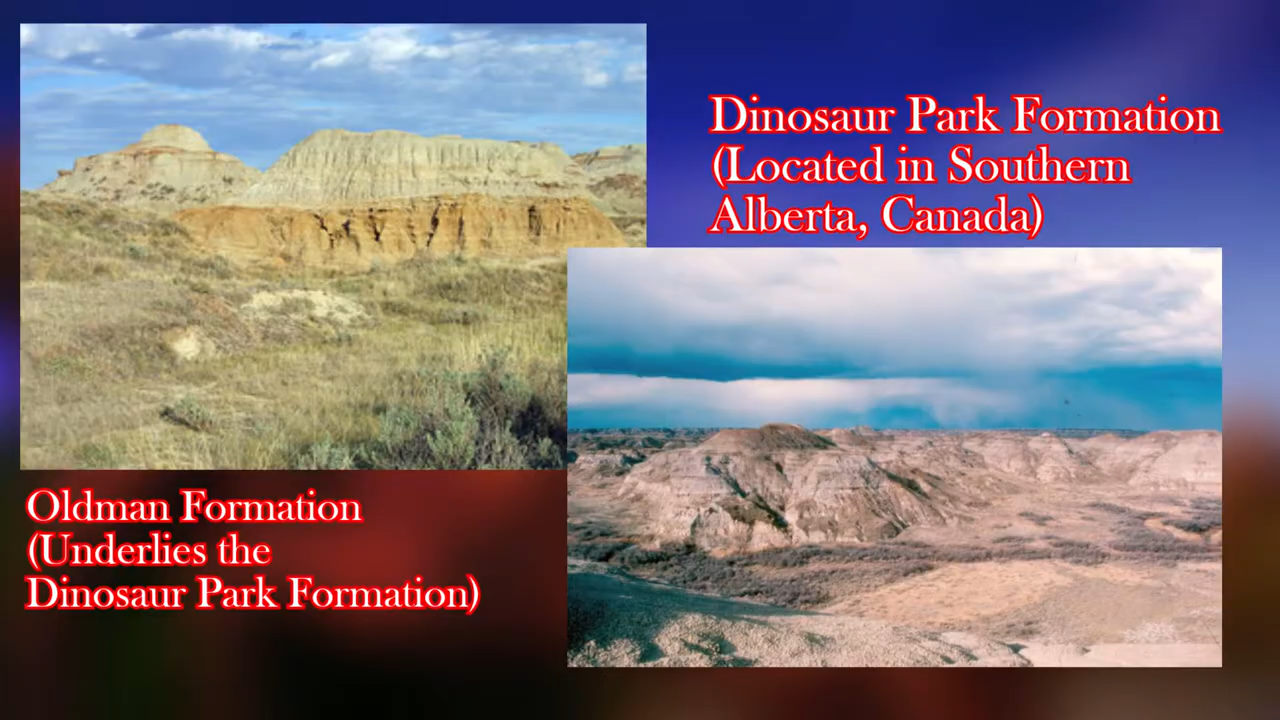 Dinosaur Park Formation
(Located in Southern
Alberta, Canada)
Oldman Formation
(Underlies the
Dinosaur Park Formation)